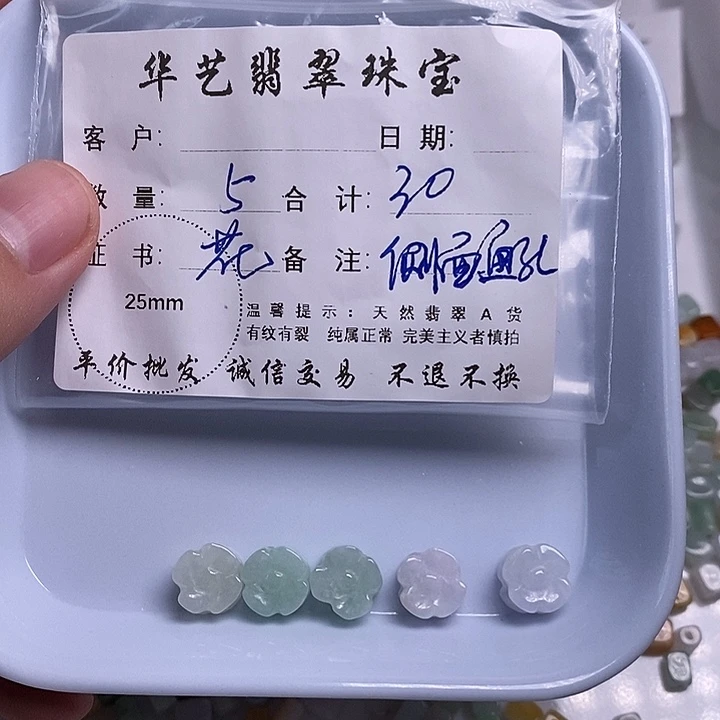 华艺翡翠珠宝
客户: 日期:
数量: 5 合计: 30
证书: 花 备注: 侧面通孔
25mm
温馨提示: 天然翡翠A货
有纹有裂 纯属正常 完美主义者慎拍
平价批发 诚信交易 不退不换